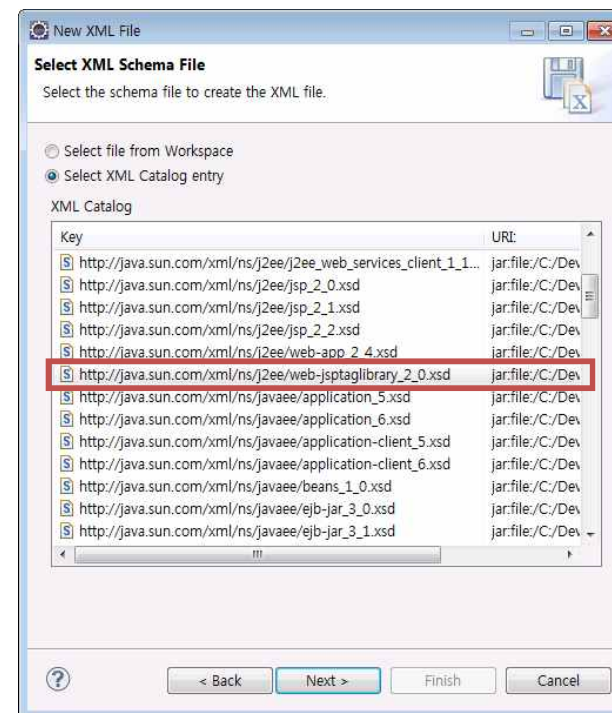 New XML File
Select XML Schema File
Select the schema file to create the XML file.
Select file from Workspace
Select XML Catalog entry
XML Catalog
Key URI:
http://java.sun.com/xml/ns/j2ee/j2ee_web_services_client_1_1... jar:file:/C:/Dev
http://java.sun.com/xml/ns/j2ee/jsp_2_0.xsd jar:file:/C:/Dev
http://java.sun.com/xml/ns/j2ee/jsp_2_1.xsd jar:file:/C:/Dev
http://java.sun.com/xml/ns/j2ee/jsp_2_2.xsd jar:file:/C:/Dev
http://java.sun.com/xml/ns/j2ee/web-app_2_4.xsd jar:file:/C:/Dev
http://java.sun.com/xml/ns/j2ee/web-jsptaglibrary_2_0.xsd jar:file:/C:/Dev
http://java.sun.com/xml/ns/javaee/application_5.xsd jar:file:/C:/Dev
http://java.sun.com/xml/ns/javaee/application_6.xsd jar:file:/C:/Dev
http://java.sun.com/xml/ns/javaee/application-client_5.xsd jar:file:/C:/Dev
http://java.sun.com/xml/ns/javaee/application-client_6.xsd jar:file:/C:/Dev
http://java.sun.com/xml/ns/javaee/beans_1_0.xsd jar:file:/C:/Dev
http://java.sun.com/xml/ns/javaee/ejb-jar_3_0.xsd jar:file:/C:/Dev
http://java.sun.com/xml/ns/javaee/ejb-jar_3_1.xsd jar:file:/C:/Dev
? < Back Next > Finish Cancel